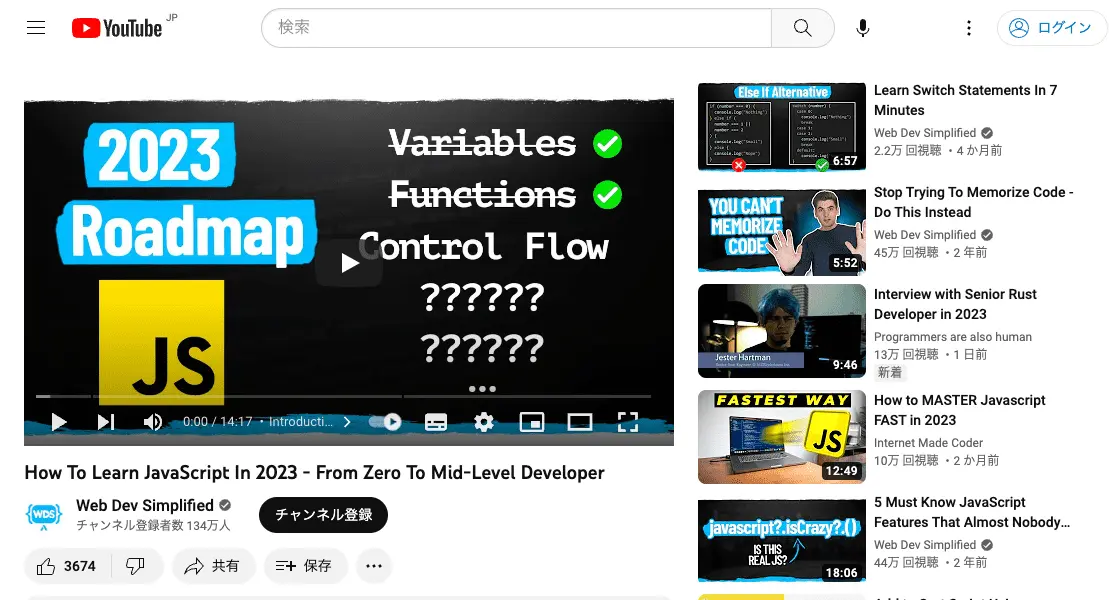 YouTube JP
検索
ログイン
2023
Roadmap
JS
Variables
Functions
Control Flow
??????
??????
0:00 / 14:17 • Introducti...
How To Learn JavaScript In 2023 - From Zero To Mid-Level Developer
WDS
Web Dev Simplified
チャンネル登録者数 134万人
チャンネル登録
3674
共有
保存
Else If Alternative
6:57
Learn Switch Statements In 7
Minutes
Web Dev Simplified
2.2万 回視聴 ・4 か月前
YOU CAN'T
MEMORIZE
CODE
5:52
Stop Trying To Memorize Code -
Do This Instead
Web Dev Simplified
45万 回視聴 ・2 年前
Jester Hartman
9:46
Interview with Senior Rust
Developer in 2023
Programmers are also human
13万 回視聴 ・1 日前
新着
FASTEST WAY
JS
12:49
How to MASTER Javascript
FAST in 2023
Internet Made Coder
10万 回視聴 ・2 か月前
javascript?.isCrazy?.()
IS THIS
REAL JS?
18:06
5 Must Know JavaScript
Features That Almost Nobody...
Web Dev Simplified
44万 回視聴 ・2 年前